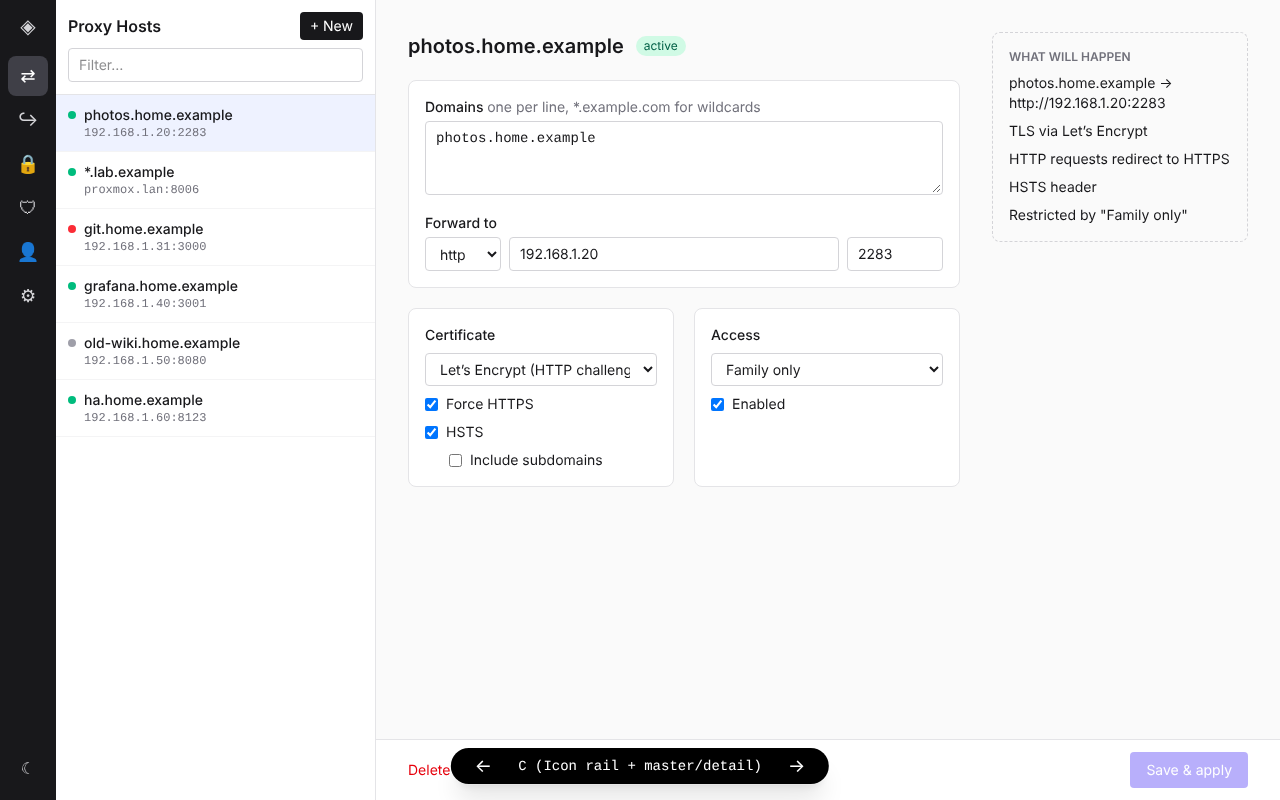 Proxy Hosts
+ New
Filter...
photos.home.example
192.168.1.20:2283
*.lab.example
proxmox.lan:8006
git.home.example
192.168.1.31:3000
grafana.home.example
192.168.1.40:3001
old-wiki.home.example
192.168.1.50:8080
ha.home.example
192.168.1.60:8123
photos.home.example active
Domains one per line, *.example.com for wildcards
photos.home.example
Forward to
http 192.168.1.20 2283
Certificate
Let's Encrypt (HTTP challeng
Force HTTPS
HSTS
Include subdomains
Access
Family only
Enabled
WHAT WILL HAPPEN
photos.home.example →
http://192.168.1.20:2283
TLS via Let's Encrypt
HTTP requests redirect to HTTPS
HSTS header
Restricted by "Family only"
Delete
← C (Icon rail + master/detail) →
Save & apply